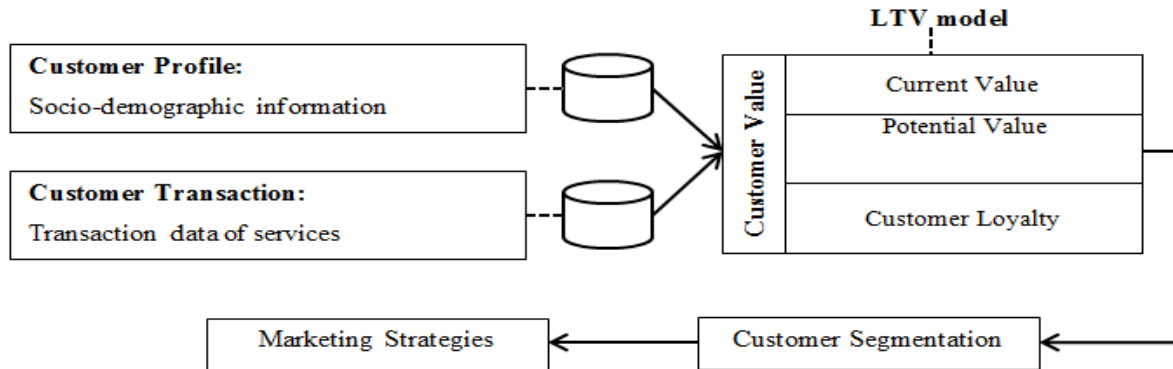 LTV model
Customer Profile:
Socio-demographic information
Customer Transaction:
Transaction data of services
Customer Value
Current Value
Potential Value
Customer Loyalty
Marketing Strategies
Customer Segmentation